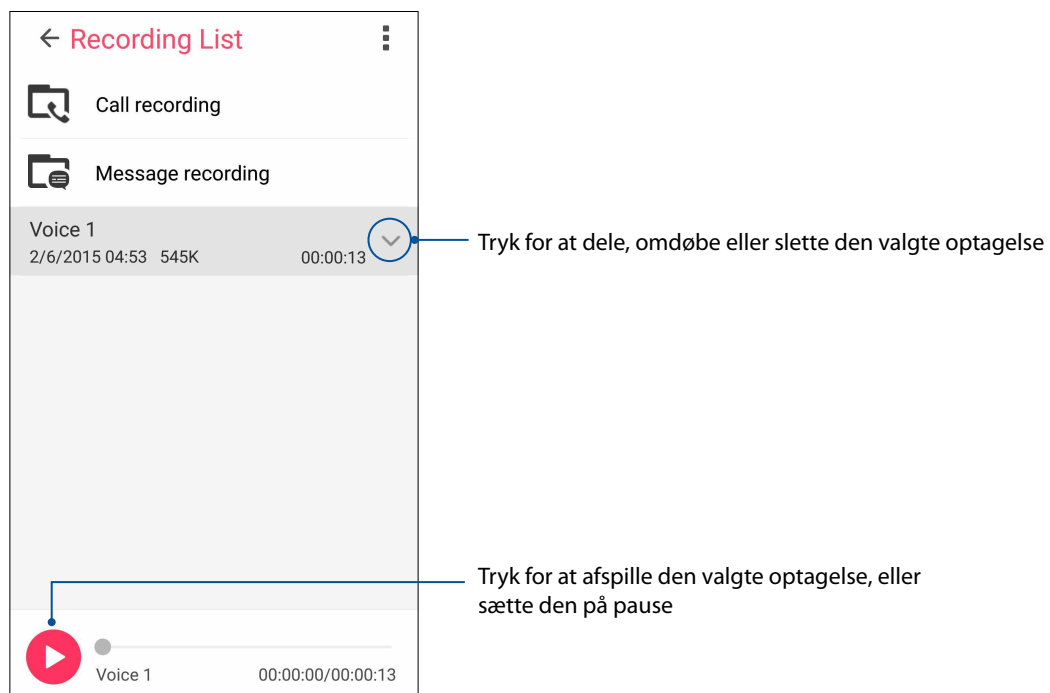 Recording List
Call recording
Message recording
Voice 1
2/6/2015 04:53 545K 00:00:13
Tryk for at dele, omdøbe eller slette den valgte optagelse
Tryk for at afspille den valgte optagelse, eller
sætte den på pause
Voice 1 00:00:00/00:00:13